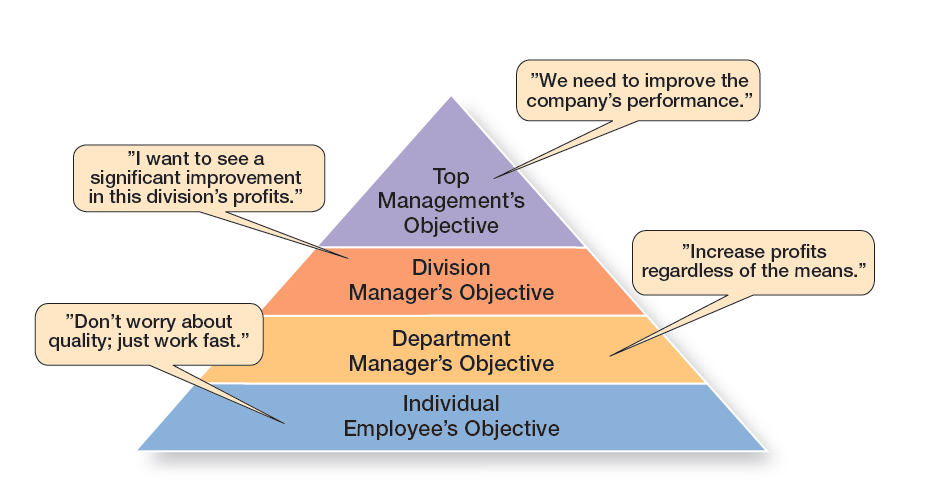 ”We need to improve the
company’s performance.”
”I want to see a
significant improvement
in this division’s profits.”
Top
Management’s
Objective
”Increase profits
regardless of the means.”
Division
Manager’s Objective
”Don’t worry about
quality; just work fast.”
Department
Manager’s Objective
Individual
Employee’s Objective